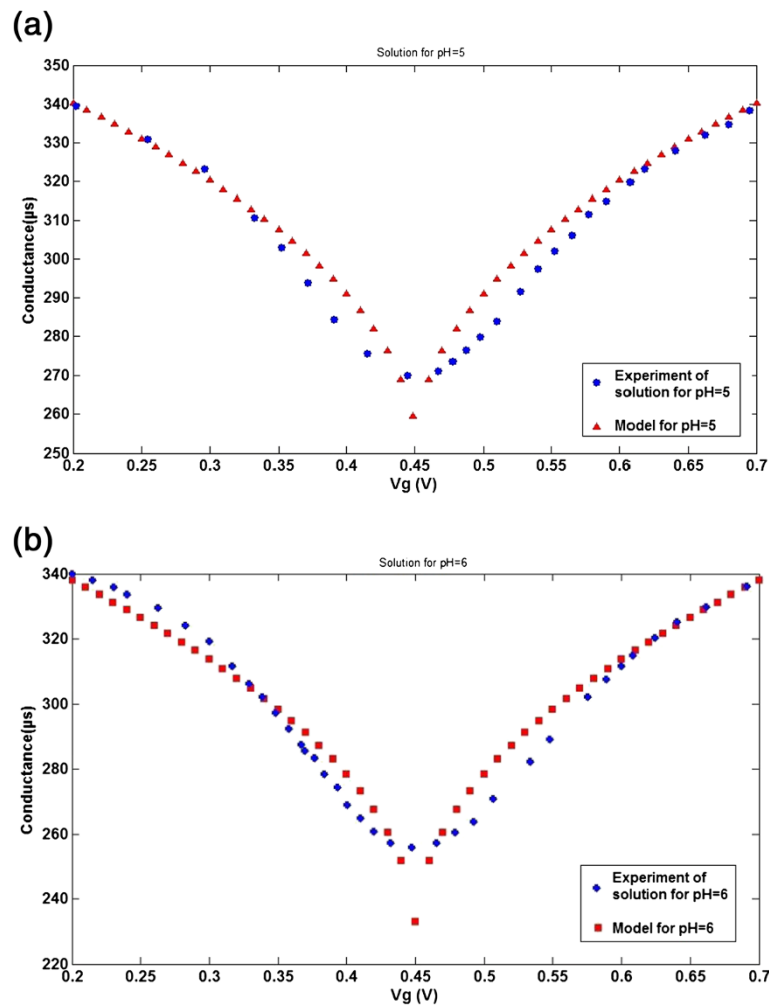 (a)
Solution for pH=5
350
340
330
320
310
300
290
280
270
260
250
Conductance(µs)
Experiment of
solution for pH=5
Model for pH=5
0.2 0.25 0.3 0.35 0.4 0.45 0.5 0.55 0.6 0.65 0.7
Vg (V)
(b)
Solution for pH=6
340
320
300
280
260
240
220
Conductance(µs)
Experiment of
solution for pH=6
Model for pH=6
0.2 0.25 0.3 0.35 0.4 0.45 0.5 0.55 0.6 0.65 0.7
Vg (V)